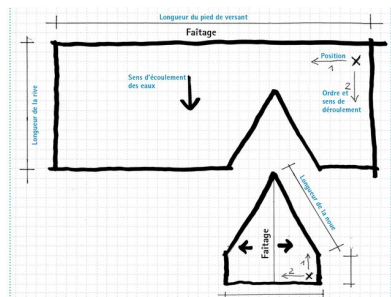 Longueur du pied de versant
Faîtage
Longueur de la rive
Sens d'écoulement
des eaux
Position
1
2
Ordre et
sens de
déroulement
Longueur de la noue
Faîtage
1
2